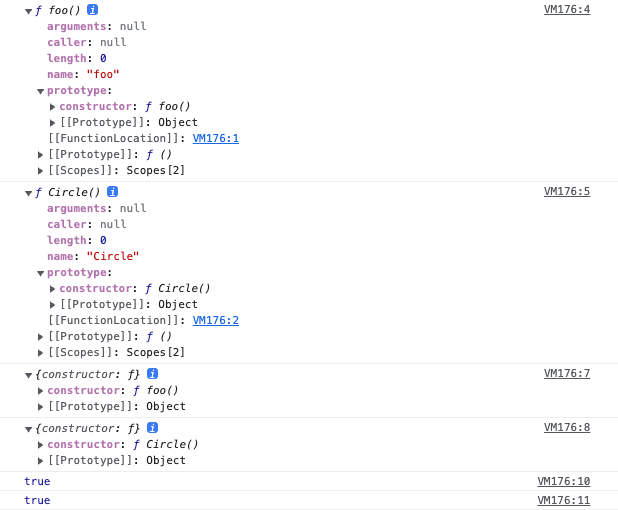 ƒ foo() i VM176:4
arguments: null
caller: null
length: 0
name: "foo"
prototype:
constructor: ƒ foo()
[[Prototype]]: Object
[[FunctionLocation]]: VM176:1
[[Prototype]]: ƒ ()
[[Scopes]]: Scopes[2]
ƒ Circle() i VM176:5
arguments: null
caller: null
length: 0
name: "Circle"
prototype:
constructor: ƒ Circle()
[[Prototype]]: Object
[[FunctionLocation]]: VM176:2
[[Prototype]]: ƒ ()
[[Scopes]]: Scopes[2]
{constructor: ƒ} i VM176:7
constructor: ƒ foo()
[[Prototype]]: Object
{constructor: ƒ} i VM176:8
constructor: ƒ Circle()
[[Prototype]]: Object
true VM176:10
true VM176:11